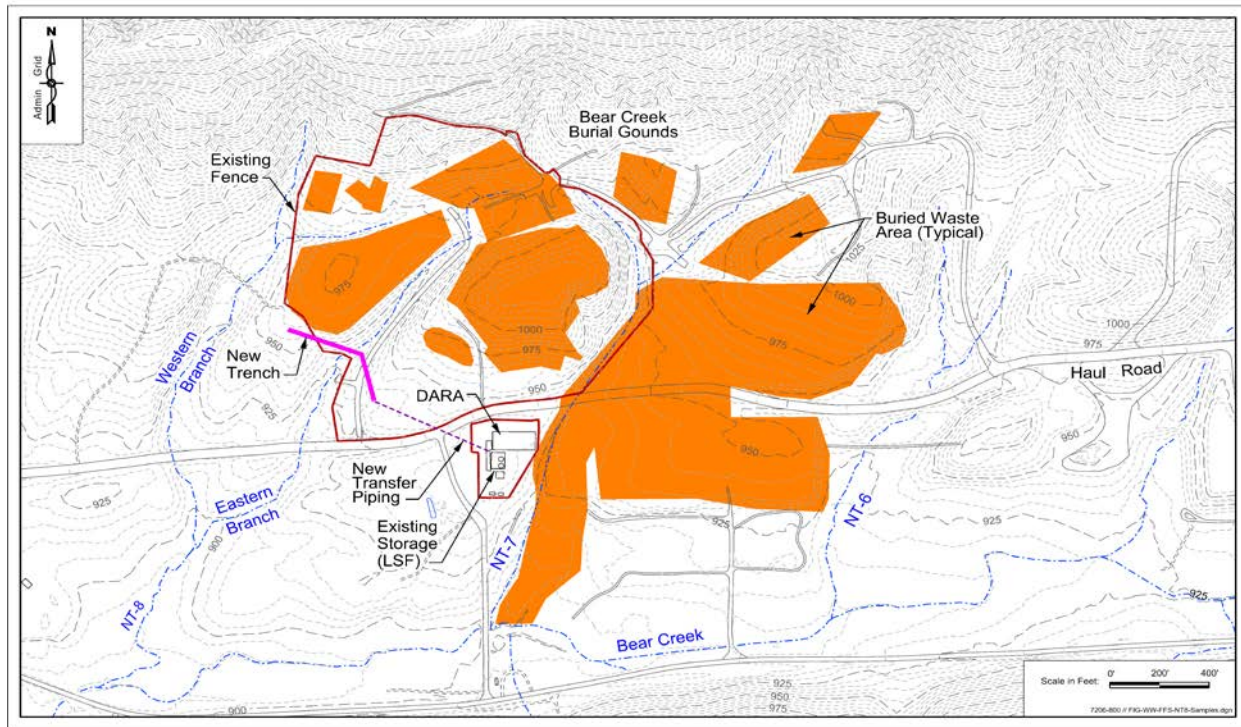 N
Admin Grid
Bear Creek
Burial Gounds
Existing
Fence
Buried Waste
Area (Typical)
1025
975
1000
1000
975
975
975
1000
950
New
Trench
950
Western
Branch
925
DARA
Haul Road
950
950
New
Transfer
Piping
925
Eastern
Branch
Existing
Storage
(LSF)
NT-7
NT-6
925
925
900
NT-8
925
Bear Creek
900
925
950
975
Scale in Feet:
0'
200'
400'
7206-800 // FIG-WW-FFS-NT8-Samples.dgn